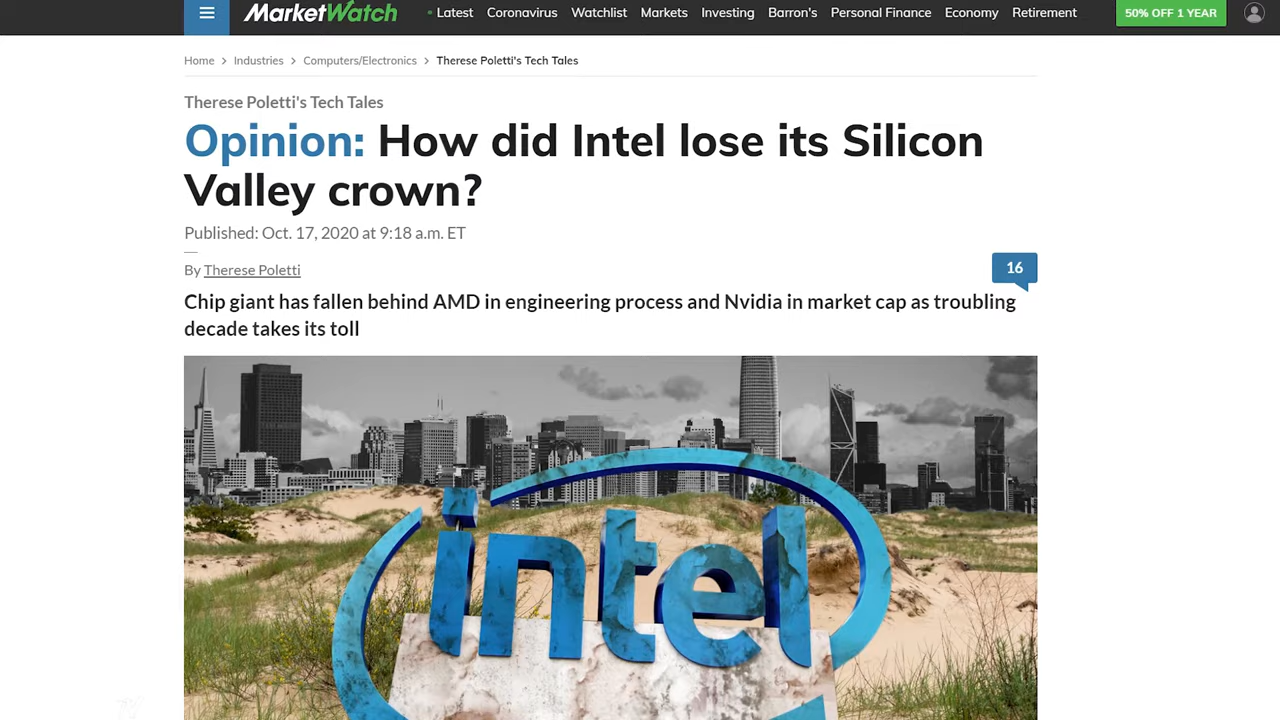 MarketWatch Latest Coronavirus Watchlist Markets Investing Barron's Personal Finance Economy Retirement 50% OFF 1 YEAR
Home > Industries > Computers/Electronics > Therese Poletti's Tech Tales
Therese Poletti's Tech Tales
Opinion: How did Intel lose its Silicon
Valley crown?
Published: Oct. 17, 2020 at 9:18 a.m. ET
By Therese Poletti
16
Chip giant has fallen behind AMD in engineering process and Nvidia in market cap as troubling
decade takes its toll
intel